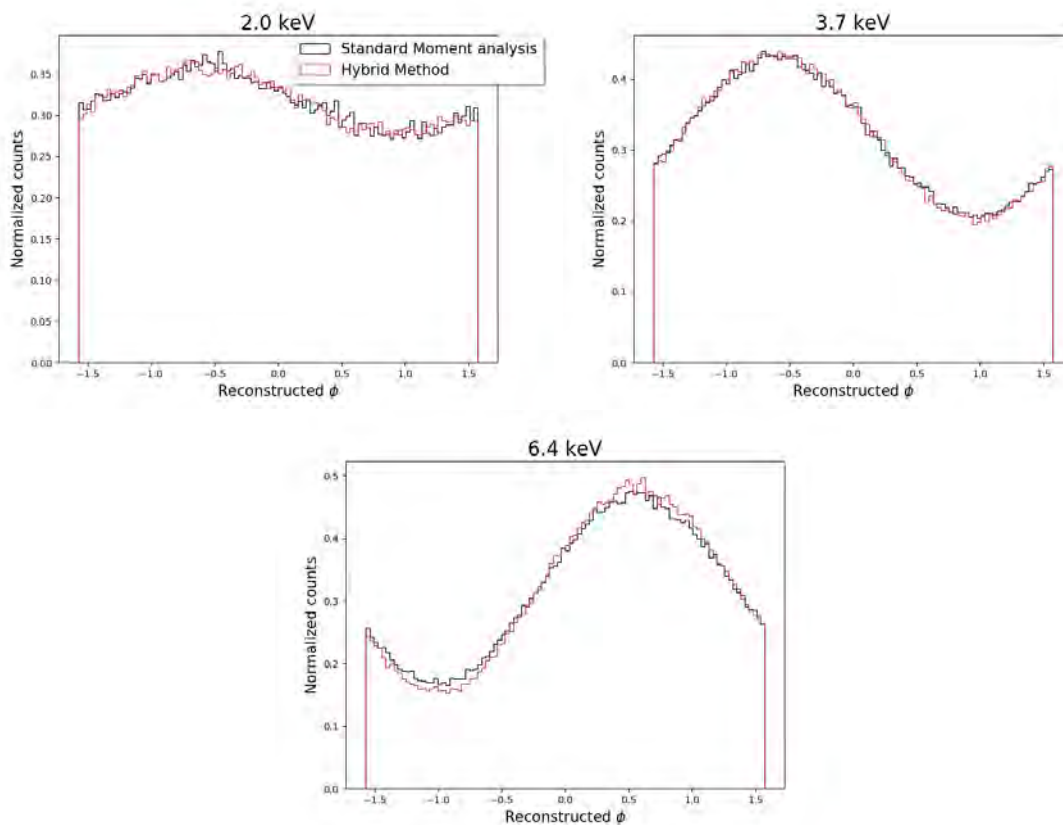 2.0 keV
Standard Moment analysis
Hybrid Method
Normalized counts
0.35
0.30
0.25
0.20
0.15
0.10
0.05
0.00
−1.5 −1.0 −0.5 0.0 0.5 1.0 1.5
Reconstructed ϕ
3.7 keV
Normalized counts
0.4
0.3
0.2
0.1
0.0
−1.5 −1.0 −0.5 0.0 0.5 1.0 1.5
Reconstructed ϕ
6.4 keV
Normalized counts
0.5
0.4
0.3
0.2
0.1
0.0
−1.5 −1.0 −0.5 0.0 0.5 1.0 1.5
Reconstructed ϕ